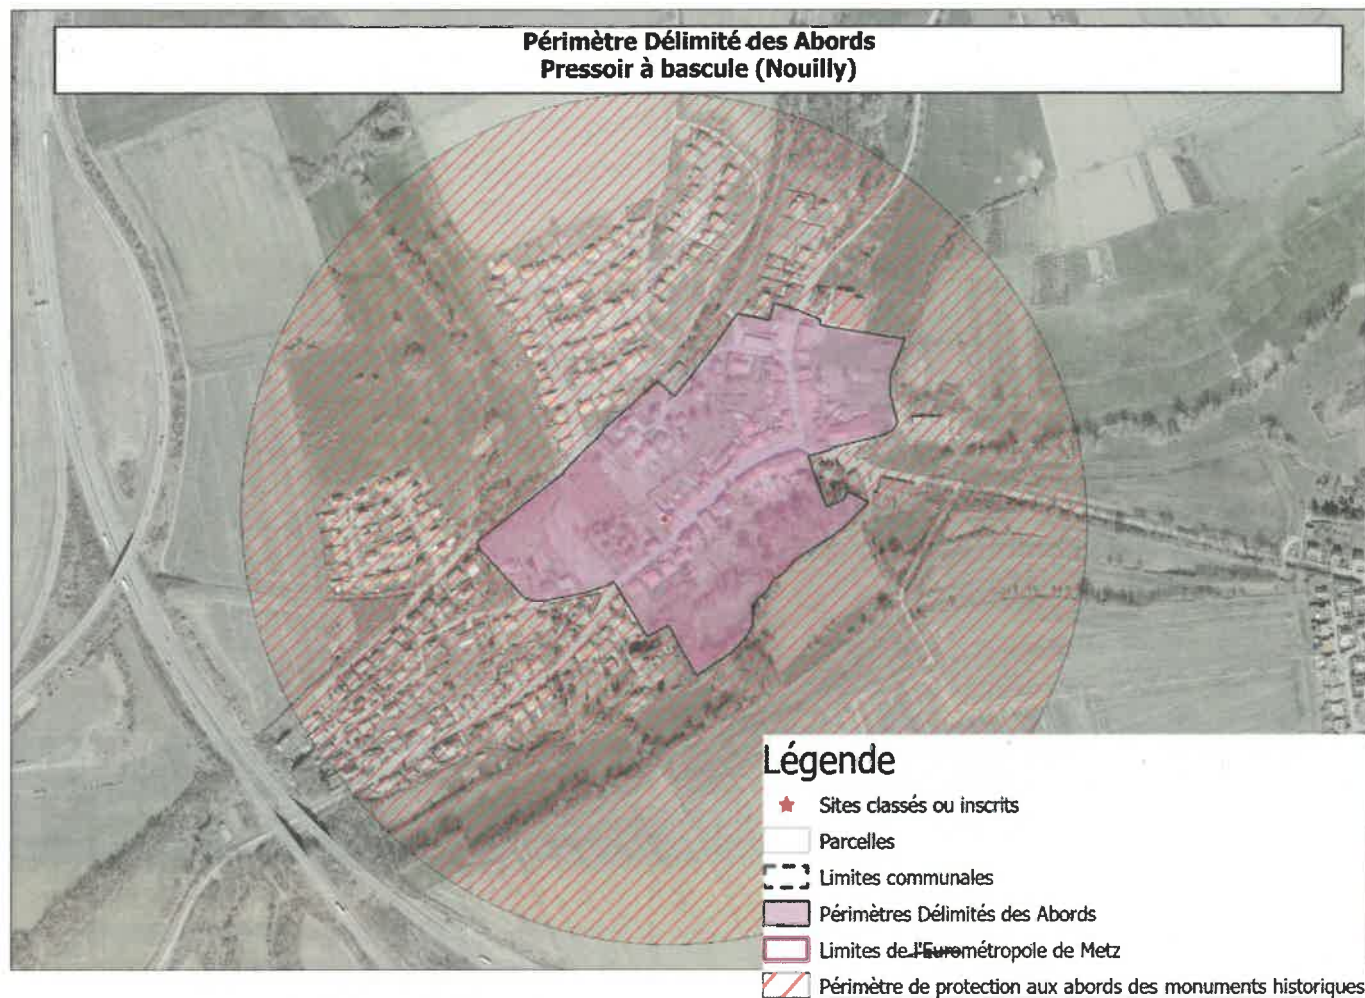 Périmètre Délimité des Abords
Pressoir à bascule (Nouilly)
Légende
Sites classés ou inscrits
Parcelles
Limites communales
Périmètres Délimités des Abords
Limites de l'Eurométropole de Metz
Périmètre de protection aux abords des monuments historiques